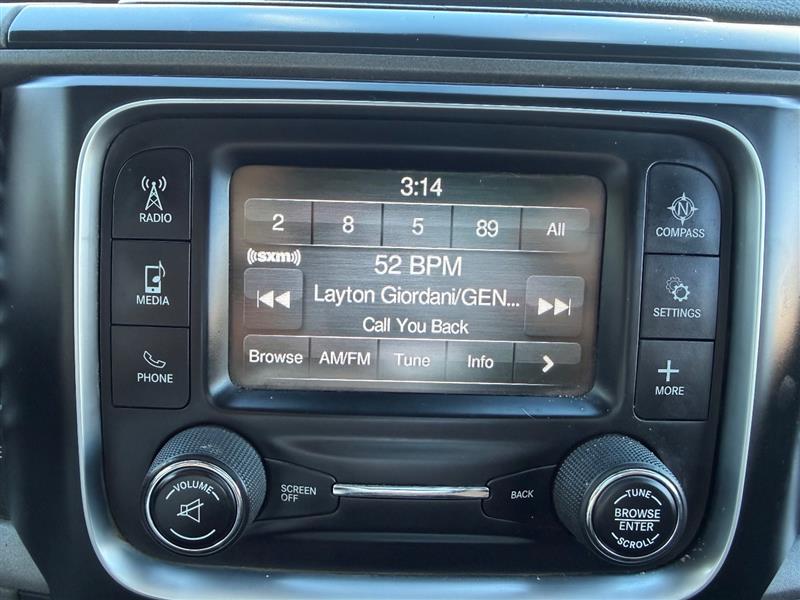 3:14
2 8 5 89 All
((sxm))
52 BPM
Layton Giordani/GEN...
Call You Back
Browse AM/FM Tune Info >
RADIO
MEDIA
PHONE
N
COMPASS
SETTINGS
+
MORE
VOLUME
SCREEN
OFF
BACK
TUNE
BROWSE
ENTER
SCROLL